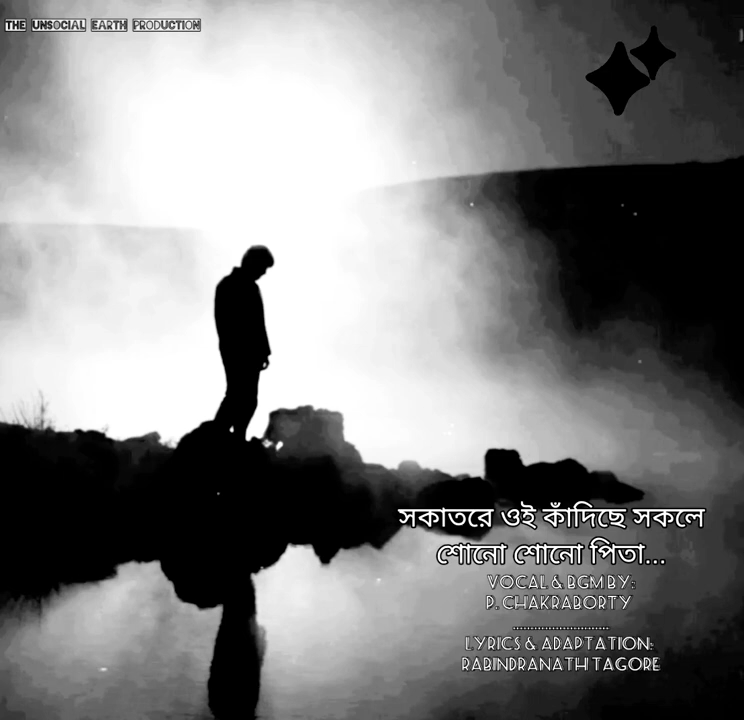 THE UNSOCIAL EARTH PRODUCTION
সকাতরে ওই কাঁদিছে সকলে
শোনো শোনো পিতা...
VOCAL & BGM BY:
P. CHAKRABORTY
...........................
LYRICS & ADAPTATION:
RABINDRANATH TAGORE